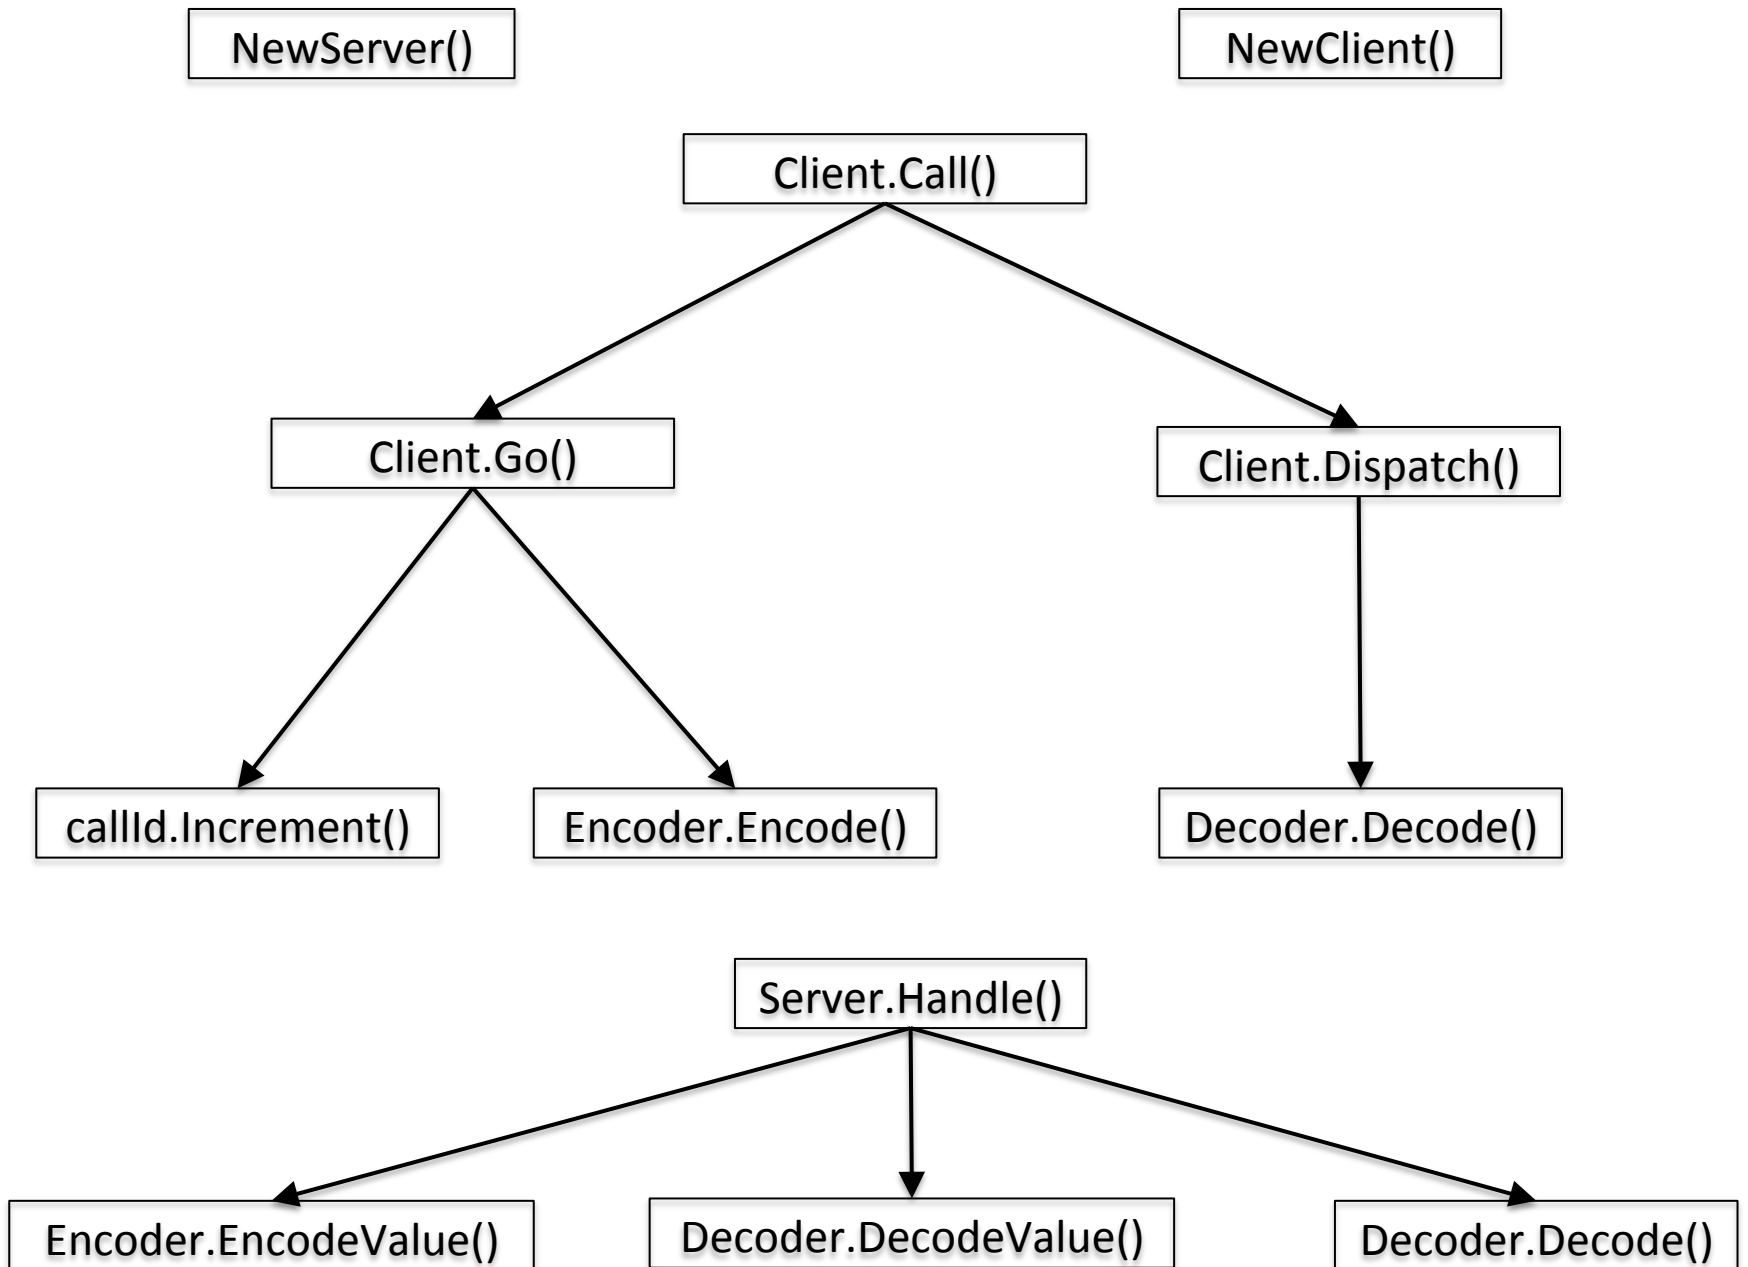 NewServer()
NewClient()
Client.Call()
Client.Go()
Client.Dispatch()
callId.Increment()
Encoder.Encode()
Decoder.Decode()
Server.Handle()
Encoder.EncodeValue()
Decoder.DecodeValue()
Decoder.Decode()